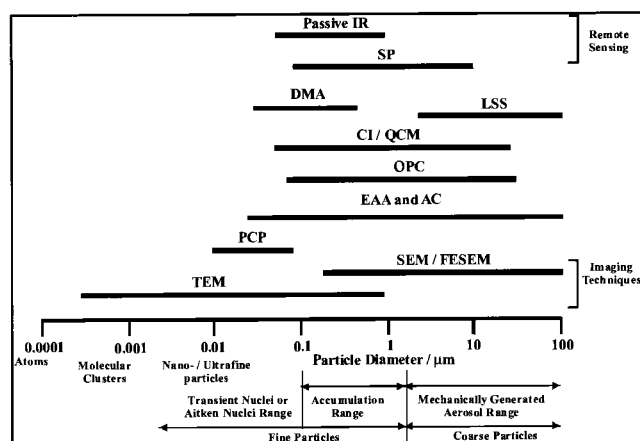 Passive IR
Remote
Sensing
SP
DMA
LSS
CI / QCM
OPC
EAA and AC
PCP
SEM / FESEM
Imaging
Techniques
TEM
0.0001 0.001 0.01 0.1 1 10 100
Atoms
Molecular
Clusters
Nano- / Ultrafine
particles
Particle Diameter / μm
Transient Nuclei or
Aitken Nuclei Range
Accumulation
Range
Mechanically Generated
Aerosol Range
Fine Particles
Coarse Particles